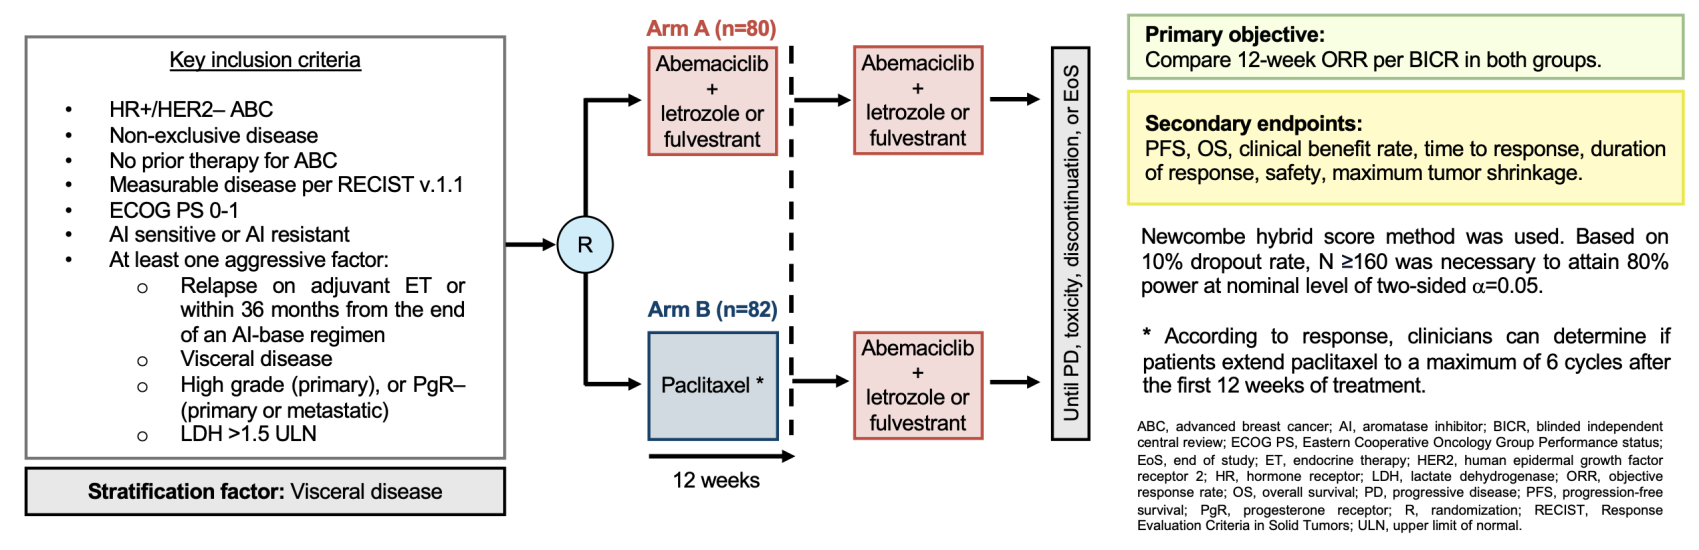 Key inclusion criteria
• HR+/HER2– ABC
• Non-exclusive disease
• No prior therapy for ABC
• Measurable disease per RECIST v.1.1
• ECOG PS 0-1
• AI sensitive or AI resistant
• At least one aggressive factor:
o Relapse on adjuvant ET or
within 36 months from the end
of an AI-base regimen
o Visceral disease
o High grade (primary), or PgR–
(primary or metastatic)
o LDH >1.5 ULN
Stratification factor: Visceral disease
R
Arm A (n=80)
Abemaciclib
+
letrozole or
fulvestrant
Abemaciclib
+
letrozole or
fulvestrant
Arm B (n=82)
Paclitaxel *
Abemaciclib
+
letrozole or
fulvestrant
12 weeks
Until PD, toxicity, discontinuation, or EoS
Primary objective:
Compare 12-week ORR per BICR in both groups.
Secondary endpoints:
PFS, OS, clinical benefit rate, time to response, duration
of response, safety, maximum tumor shrinkage.
Newcombe hybrid score method was used. Based on
10% dropout rate, N ≥160 was necessary to attain 80%
power at nominal level of two-sided α=0.05.
* According to response, clinicians can determine if
patients extend paclitaxel to a maximum of 6 cycles after
the first 12 weeks of treatment.
ABC, advanced breast cancer; AI, aromatase inhibitor; BICR, blinded independent
central review; ECOG PS, Eastern Cooperative Oncology Group Performance status;
EoS, end of study; ET, endocrine therapy; HER2, human epidermal growth factor
receptor 2; HR, hormone receptor; LDH, lactate dehydrogenase; ORR, objective
response rate; OS, overall survival; PD, progressive disease; PFS, progression-free
survival; PgR, progesterone receptor; R, randomization; RECIST, Response
Evaluation Criteria in Solid Tumors; ULN, upper limit of normal.